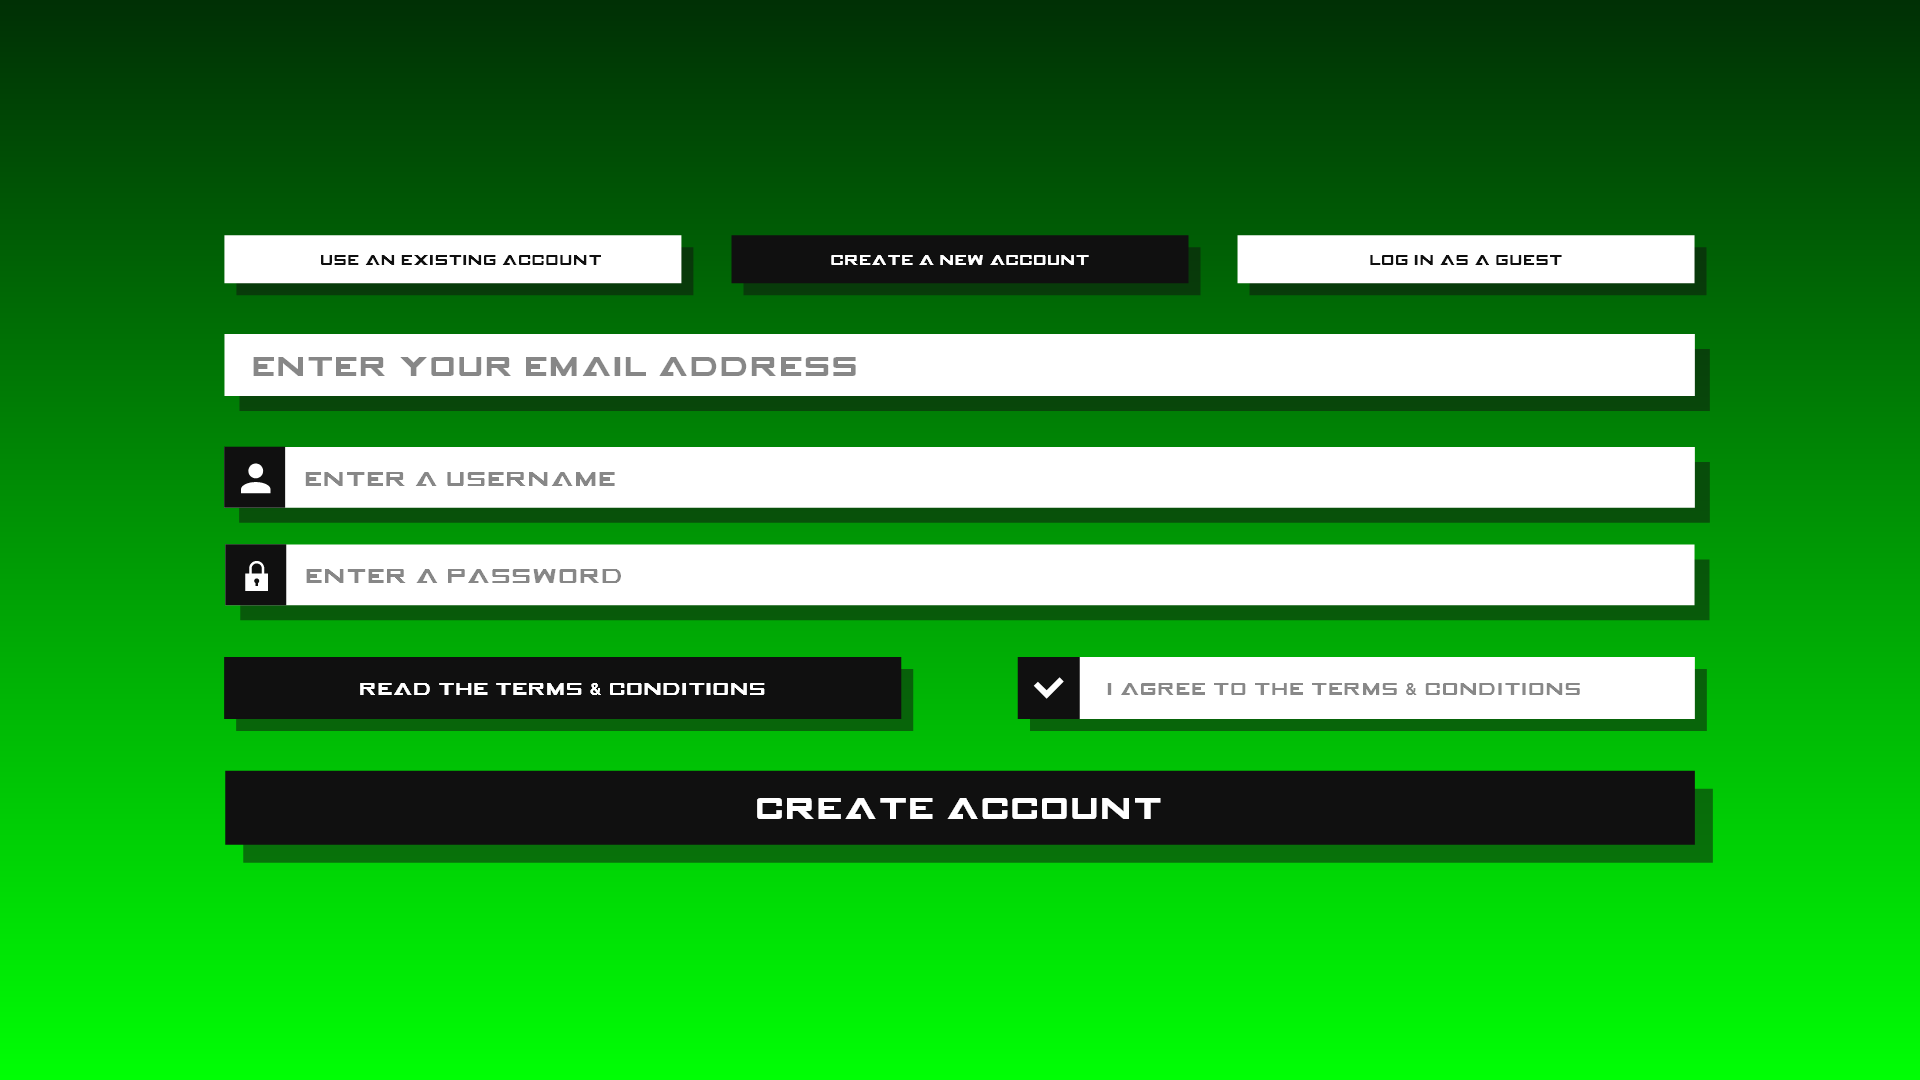 USE AN EXISTING ACCOUNT
CREATE A NEW ACCOUNT
LOG IN AS A GUEST
ENTER YOUR EMAIL ADDRESS
ENTER A USERNAME
ENTER A PASSWORD
READ THE TERMS & CONDITIONS
I AGREE TO THE TERMS & CONDITIONS
CREATE ACCOUNT